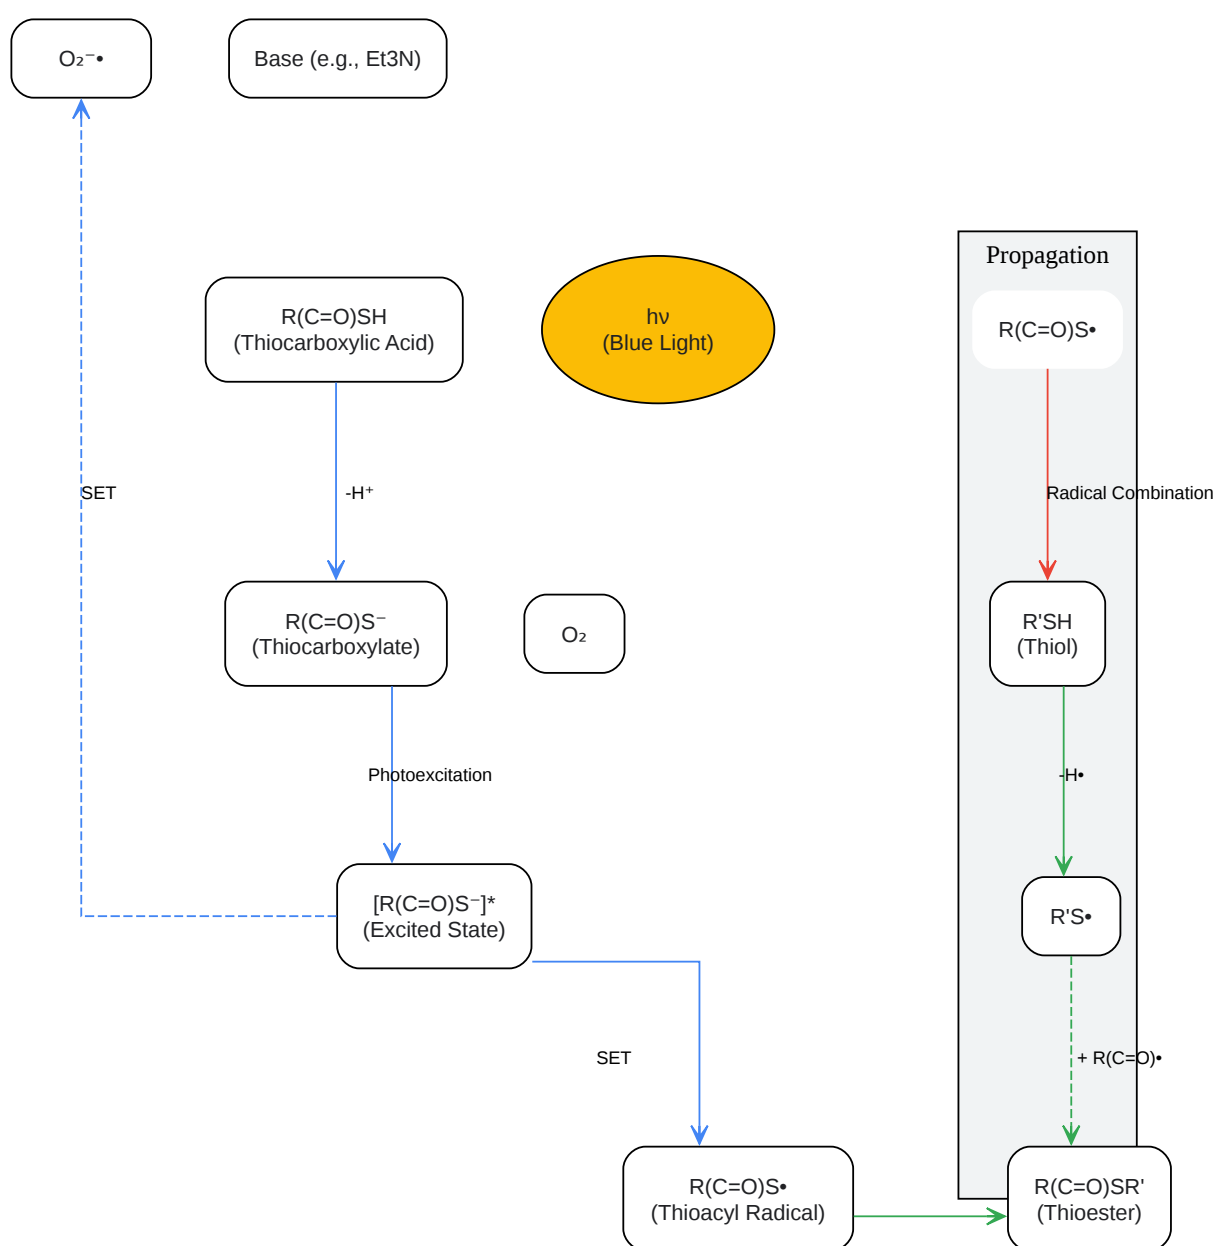 O₂⁻•
Base (e.g., Et3N)
Propagation
R(C=O)SH
(Thiocarboxylic Acid)
hν
(Blue Light)
R(C=O)S•
SET
-H⁺
Radical Combination
R(C=O)S⁻
(Thiocarboxylate)
O₂
R'SH
(Thiol)
Photoexcitation
-H•
[R(C=O)S⁻]*
(Excited State)
R'S•
SET
+ R(C=O)•
R(C=O)S•
(Thioacyl Radical)
R(C=O)SR'
(Thioester)